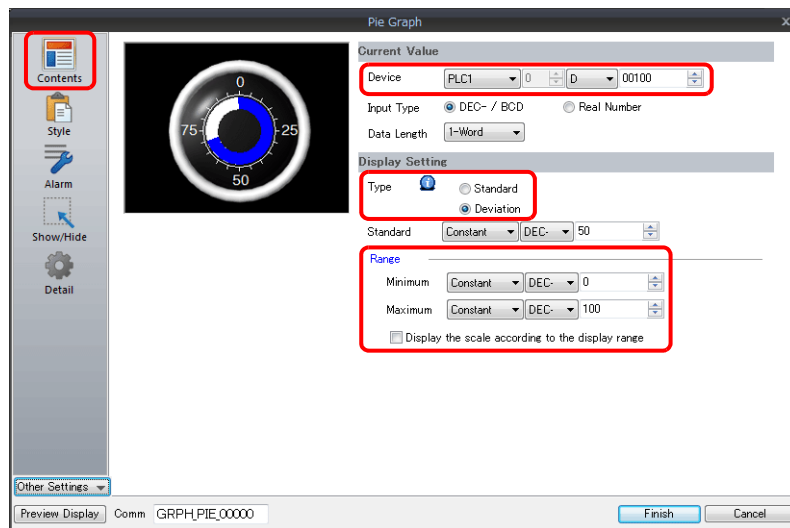 Pie Graph
x
Contents
Style
Alarm
Show/Hide
Detail
Other Settings
0
25
50
75
Current Value
Device PLC1 0 D 00100
Input Type DEC- / BCD Real Number
Data Length 1-Word
Display Setting
Type Standard
Deviation
Standard Constant DEC- 50
Range
Minimum Constant DEC- 0
Maximum Constant DEC- 100
Display the scale according to the display range
Preview Display Comm GRPH_PIE_00000 Finish Cancel